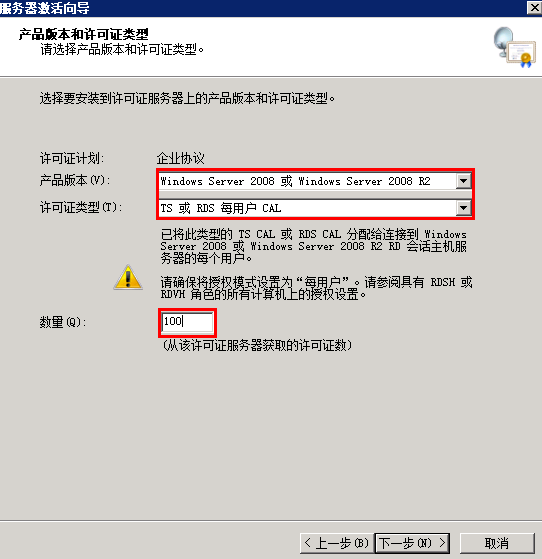 服务器激活向导
产品版本和许可证类型
请选择产品版本和许可证类型。
选择要安装到许可证服务器上的产品版本和许可证类型。
许可证计划: 企业协议
产品版本(V): Windows Server 2008 或 Windows Server 2008 R2
许可证类型(T): TS 或 RDS 每用户 CAL
已将此类型的 TS CAL 或 RDS CAL 分配给连接到 Windows
Server 2008 或 Windows Server 2008 R2 RD 会话主机服
务器的每个用户。
请确保将授权模式设置为“每用户”。请参阅具有 RDSH 或
RDVH 角色的所有计算机上的授权设置。
数量(Q): 100
(从该许可证服务器获取的许可证数)
< 上一步(B) 下一步(N) > 取消